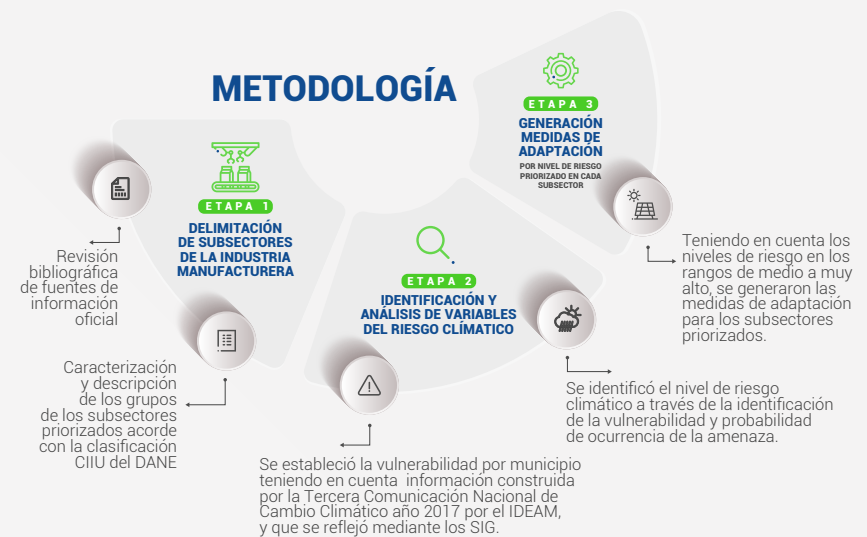 METODOLOGÍA
ETAPA 1
DELIMITACIÓN
DE SUBSECTORES
DE LA INDUSTRIA
MANUFACTURERA
Revisión
bibliográfica
de fuentes de
información
oficial
Caracterización
y descripción
de los grupos
de los subsectores
priorizados acorde
con la clasificación
CIIU del DANE
ETAPA 2
IDENTIFICACIÓN Y
ANÁLISIS DE VARIABLES
DEL RIESGO CLÍMATICO
Se estableció la vulnerabilidad por municipio
teniendo en cuenta información construida
por la Tercera Comunicación Nacional de
Cambio Climático año 2017 por el IDEAM,
y que se reflejó mediante los SIG.
Se identificó el nivel de riesgo
climático a través de la identificación
de la vulnerabilidad y probabilidad
de ocurrencia de la amenaza.
ETAPA 3
GENERACIÓN
MEDIDAS DE
ADAPTACIÓN
POR NIVEL DE RIESGO
PRIORIZADO EN CADA
SUBSECTOR
Teniendo en cuenta los
niveles de riesgo en los
rangos de medio a muy
alto, se generaron las
medidas de adaptación
para los subsectores
priorizados.